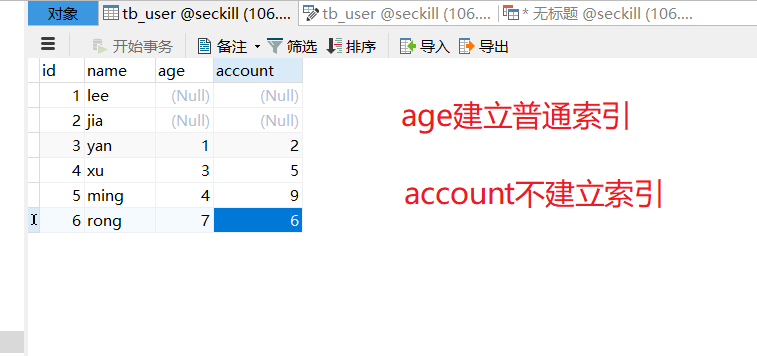 对象 tb_user @seckill (106.... tb_user @seckill (106.... * 无标题 @seckill (106....
开始事务 备注 筛选 排序 导入 导出
id name age account
1 lee (Null) (Null)
2 jia (Null) (Null)
3 yan 1 2
4 xu 3 5
5 ming 4 9
6 rong 7 6
age建立普通索引
account不建立索引